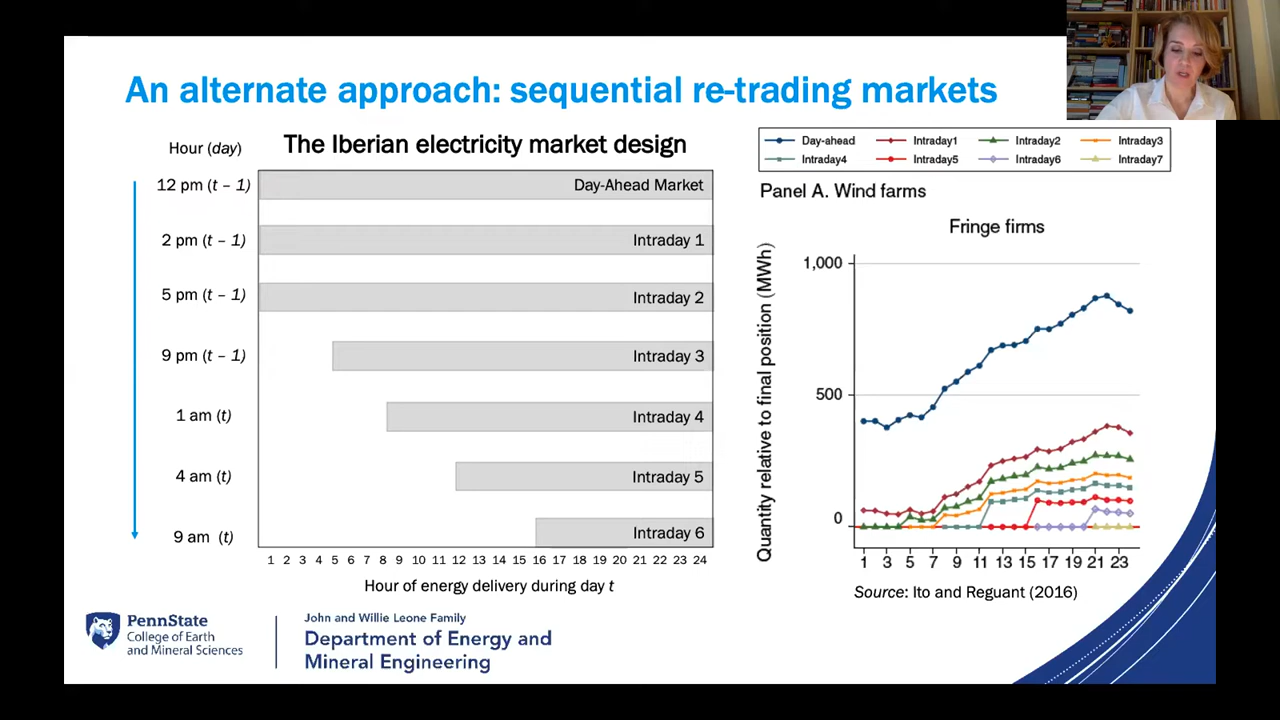 An alternate approach: sequential re-trading markets
Hour (day)
The Iberian electricity market design
12 pm (t – 1)
Day-Ahead Market
2 pm (t – 1)
Intraday 1
5 pm (t – 1)
Intraday 2
9 pm (t – 1)
Intraday 3
1 am (t)
Intraday 4
4 am (t)
Intraday 5
9 am (t)
Intraday 6
1 2 3 4 5 6 7 8 9 10 11 12 13 14 15 16 17 18 19 20 21 22 23 24
Hour of energy delivery during day t
Day-ahead Intraday1 Intraday2 Intraday3
Intraday4 Intraday5 Intraday6 Intraday7
Panel A. Wind farms
Fringe firms
Quantity relative to final position (MWh)
1,000
500
0
1 3 5 7 9 11 13 15 17 19 21 23
Source: Ito and Reguant (2016)
PennState
College of Earth
and Mineral Sciences
John and Willie Leone Family
Department of Energy and
Mineral Engineering